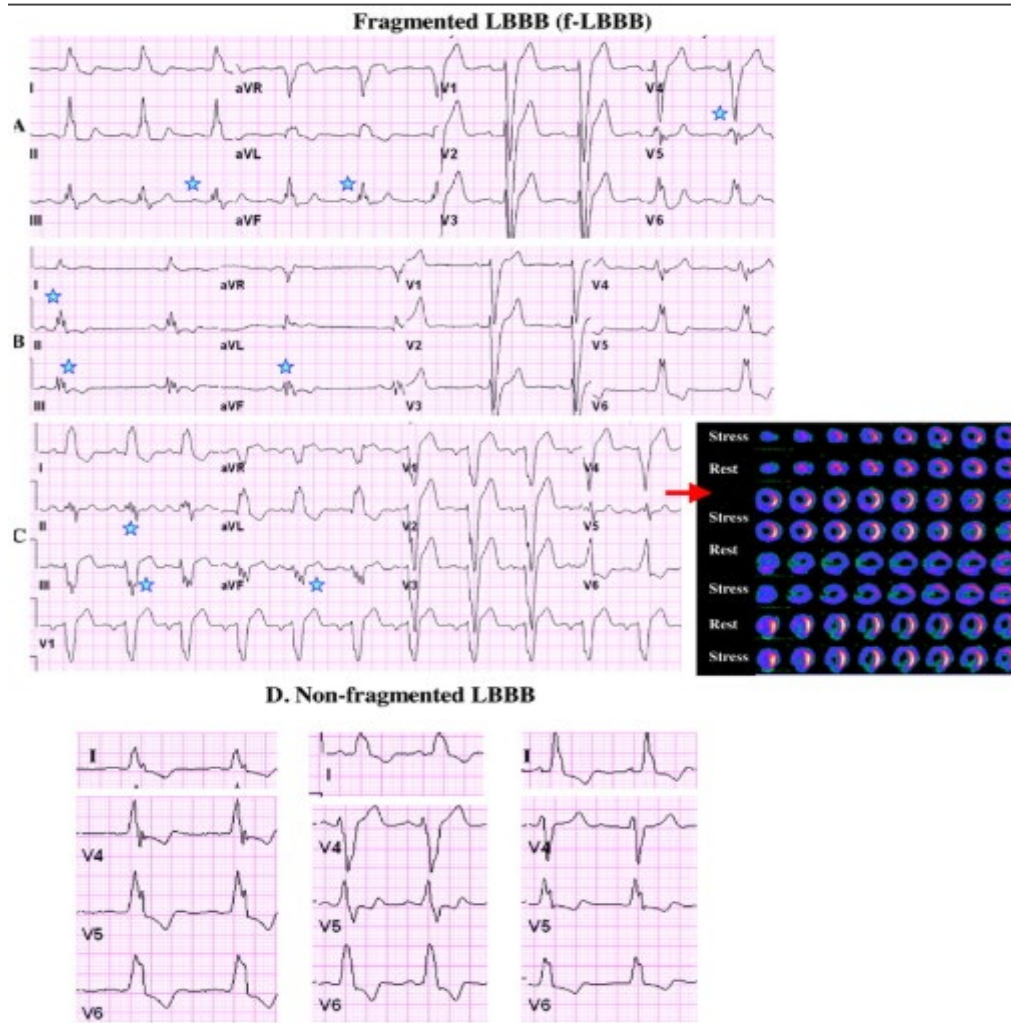 Fragmented LBBB (f-LBBB)
I aVR V1 V4
A
II aVL V2 V5
III aVF V3 V6
I aVR V1 V4
B
II aVL V2 V5
III aVF V3 V6
I aVR V1 V4
II aVL V2 V5
C
III aVF V3 V6
V1
Stress
Rest
Stress
Rest
Stress
Rest
Stress
D. Non-fragmented LBBB
I I I
V4 V4 V4
V5 V5 V5
V6 V6 V6